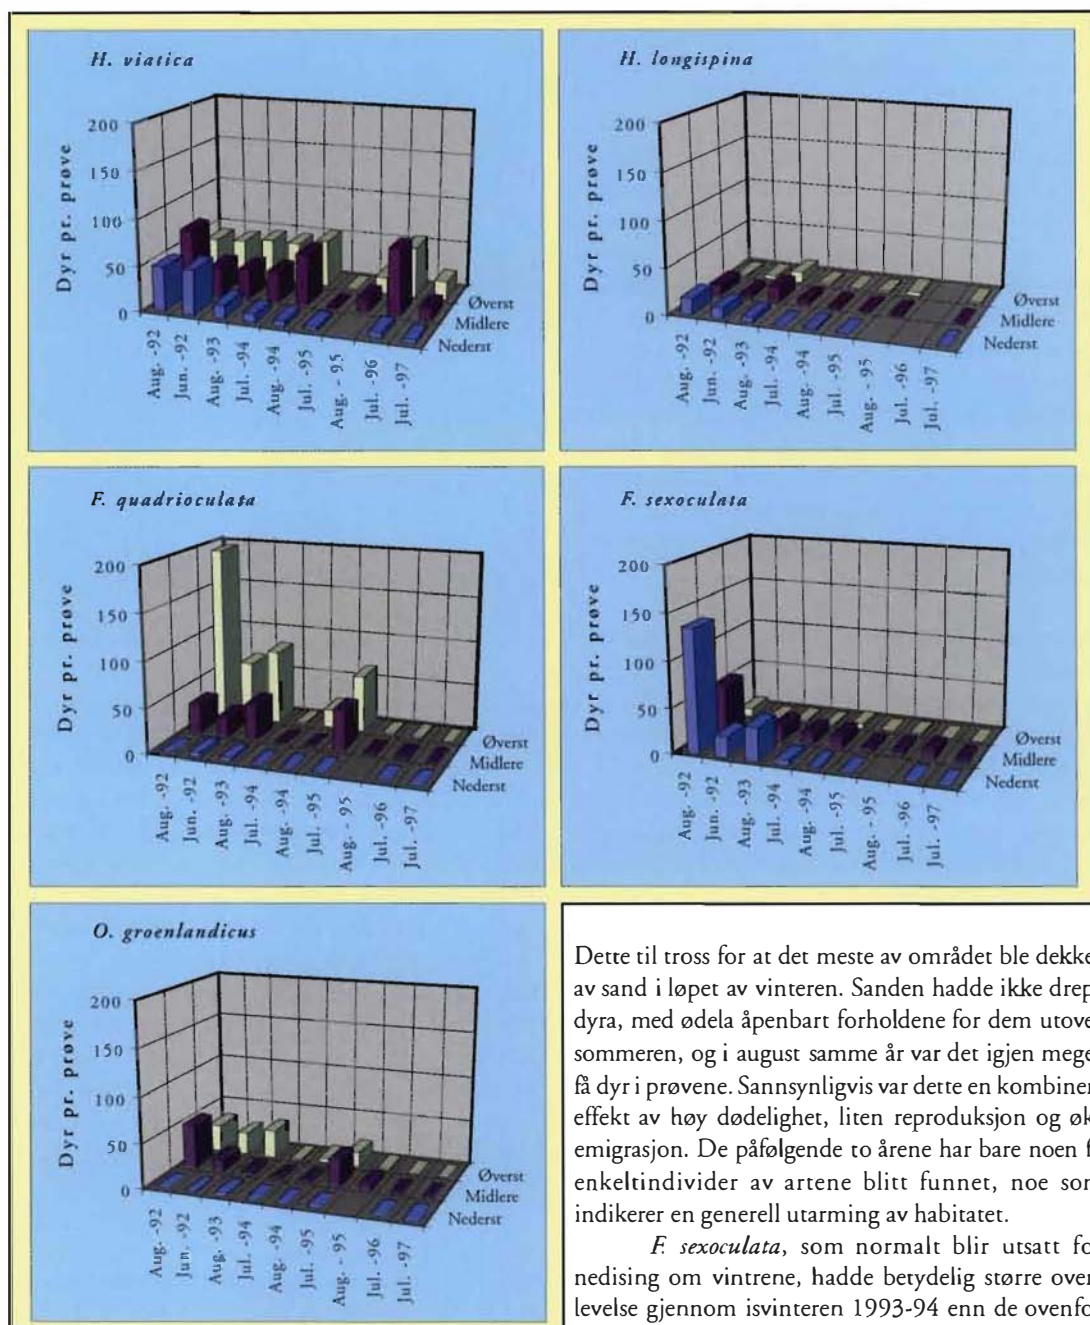 H. viatica
Dyr pr. prøve
200
150
100
50
0
Aug. -92
Jun. -92
Aug. -93
Jul. -94
Aug. -94
Jul. -95
Aug. - 95
Jul. -96
Jul. -97
Øverst
Midlere
Nederst
H. longispina
Dyr pr. prøve
200
150
100
50
0
Aug. -92
Jun. -92
Aug. -93
Jul. -94
Aug. -94
Jul. -95
Aug. - 95
Jul. -96
Jul. -97
Øverst
Midlere
Nederst
F. quadrioculata
Dyr pr. prøve
200
150
100
50
0
Aug. -92
Jun. -92
Aug. -93
Jul. -94
Aug. -94
Jul. -95
Aug. - 95
Jul. -96
Jul. -97
Øverst
Midlere
Nederst
F. sexoculata
Dyr pr. prøve
200
150
100
50
0
Aug. -92
Jun. -92
Aug. -93
Jul. -94
Aug. -94
Jul. -95
Aug. -95
Jul. -96
Jul. -97
Øverst
Midlere
Nederst
O. groenlandicus
Dyr pr. prøve
200
150
100
50
0
Aug. -92
Jun. -92
Aug. -93
Jul. -94
Aug. -94
Jul. -95
Aug. - 95
Jul. -96
Jul. -97
Øverst
Midlere
Nederst
Dette til tross for at det meste av området ble dekke
av sand i løpet av vinteren. Sanden hadde ikke drep
dyra, med ødela åpenbart forholdene for dem utove
sommeren, og i august samme år var det igjen mege
få dyr i prøvene. Sannsynligvis var dette en kombiner
effekt av høy dødelighet, liten reproduksjon og øk
emigrasjon. De påfølgende to årene har bare noen f
enkeltindivider av artene blitt funnet, noe som
indikerer en generell utarming av habitatet.
F. sexoculata, som normalt blir utsatt fo
nedising om vintrene, hadde betydelig større over
levelse gjennom isvinteren 1993-94 enn de ovenfo